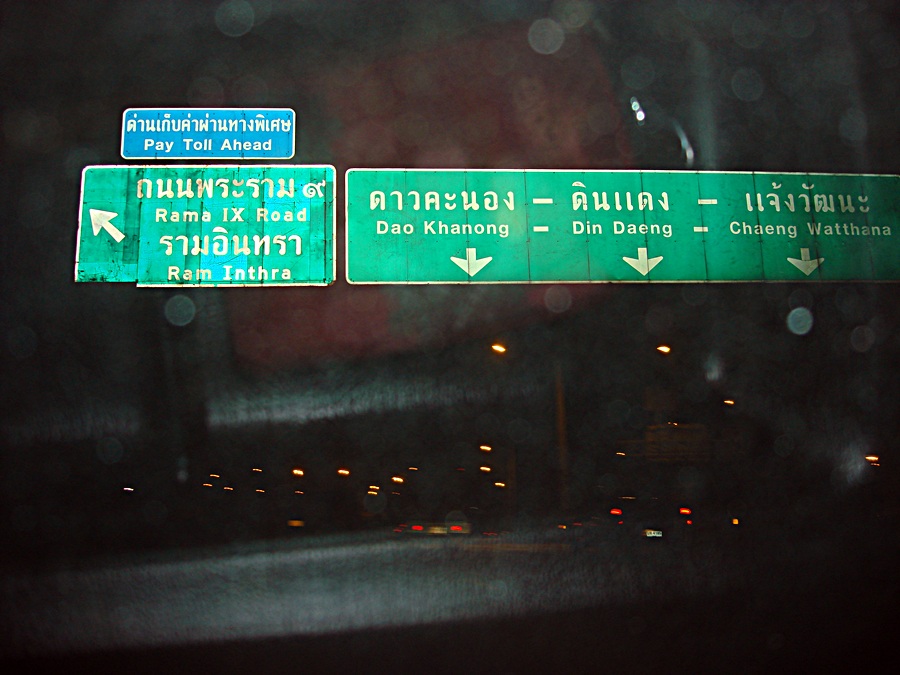 ด่านเก็บค่าผ่านทางพิเศษ
Pay Toll Ahead
ถนนพระราม ๙
Rama IX Road
รามอินทรา
Ram Inthra
ดาวคะนอง – ดินแดง – แจ้งวัฒนะ
Dao Khanong – Din Daeng – Chaeng Watthana